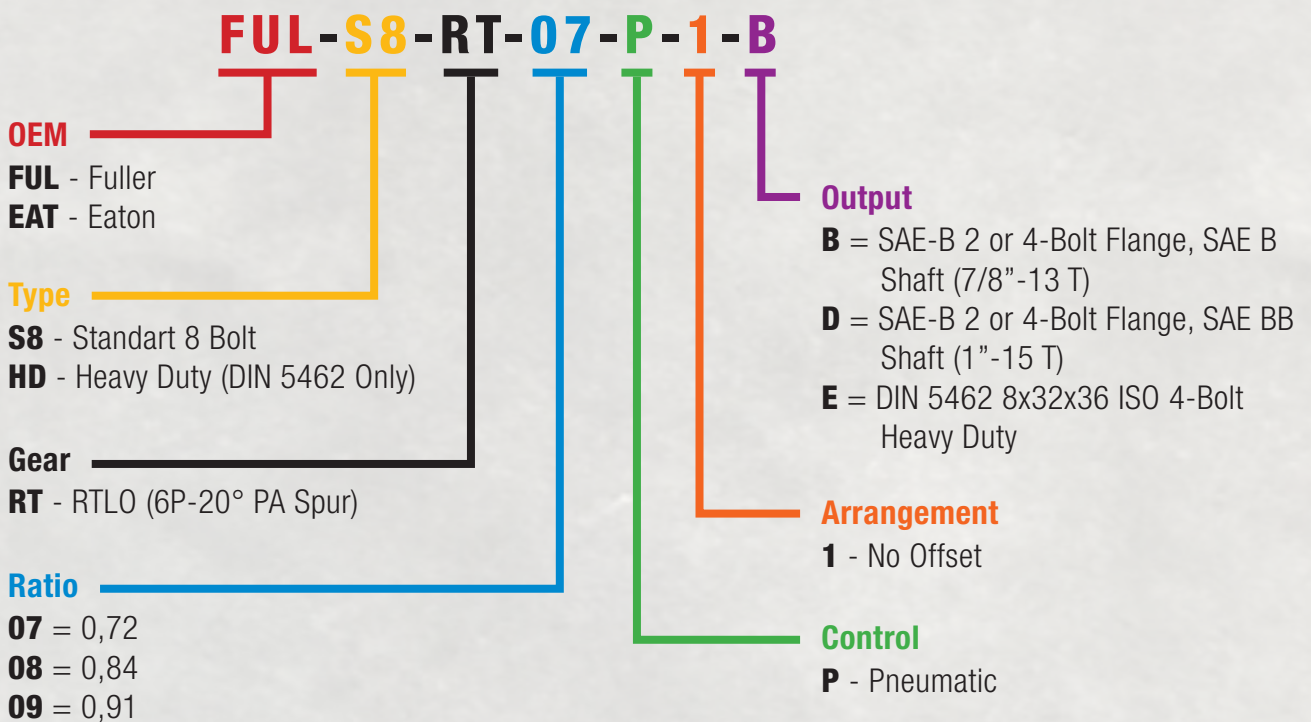 FUL-S8-RT-07-P-1-B
OEM
FUL - Fuller
EAT - Eaton
Type
S8 - Standart 8 Bolt
HD - Heavy Duty (DIN 5462 Only)
Gear
RT - RTLO (6P-20° PA Spur)
Ratio
07 = 0,72
08 = 0,84
09 = 0,91
Output
B = SAE-B 2 or 4-Bolt Flange, SAE B
Shaft (7/8”-13 T)
D = SAE-B 2 or 4-Bolt Flange, SAE BB
Shaft (1”-15 T)
E = DIN 5462 8x32x36 ISO 4-Bolt
Heavy Duty
Arrangement
1 - No Offset
Control
P - Pneumatic